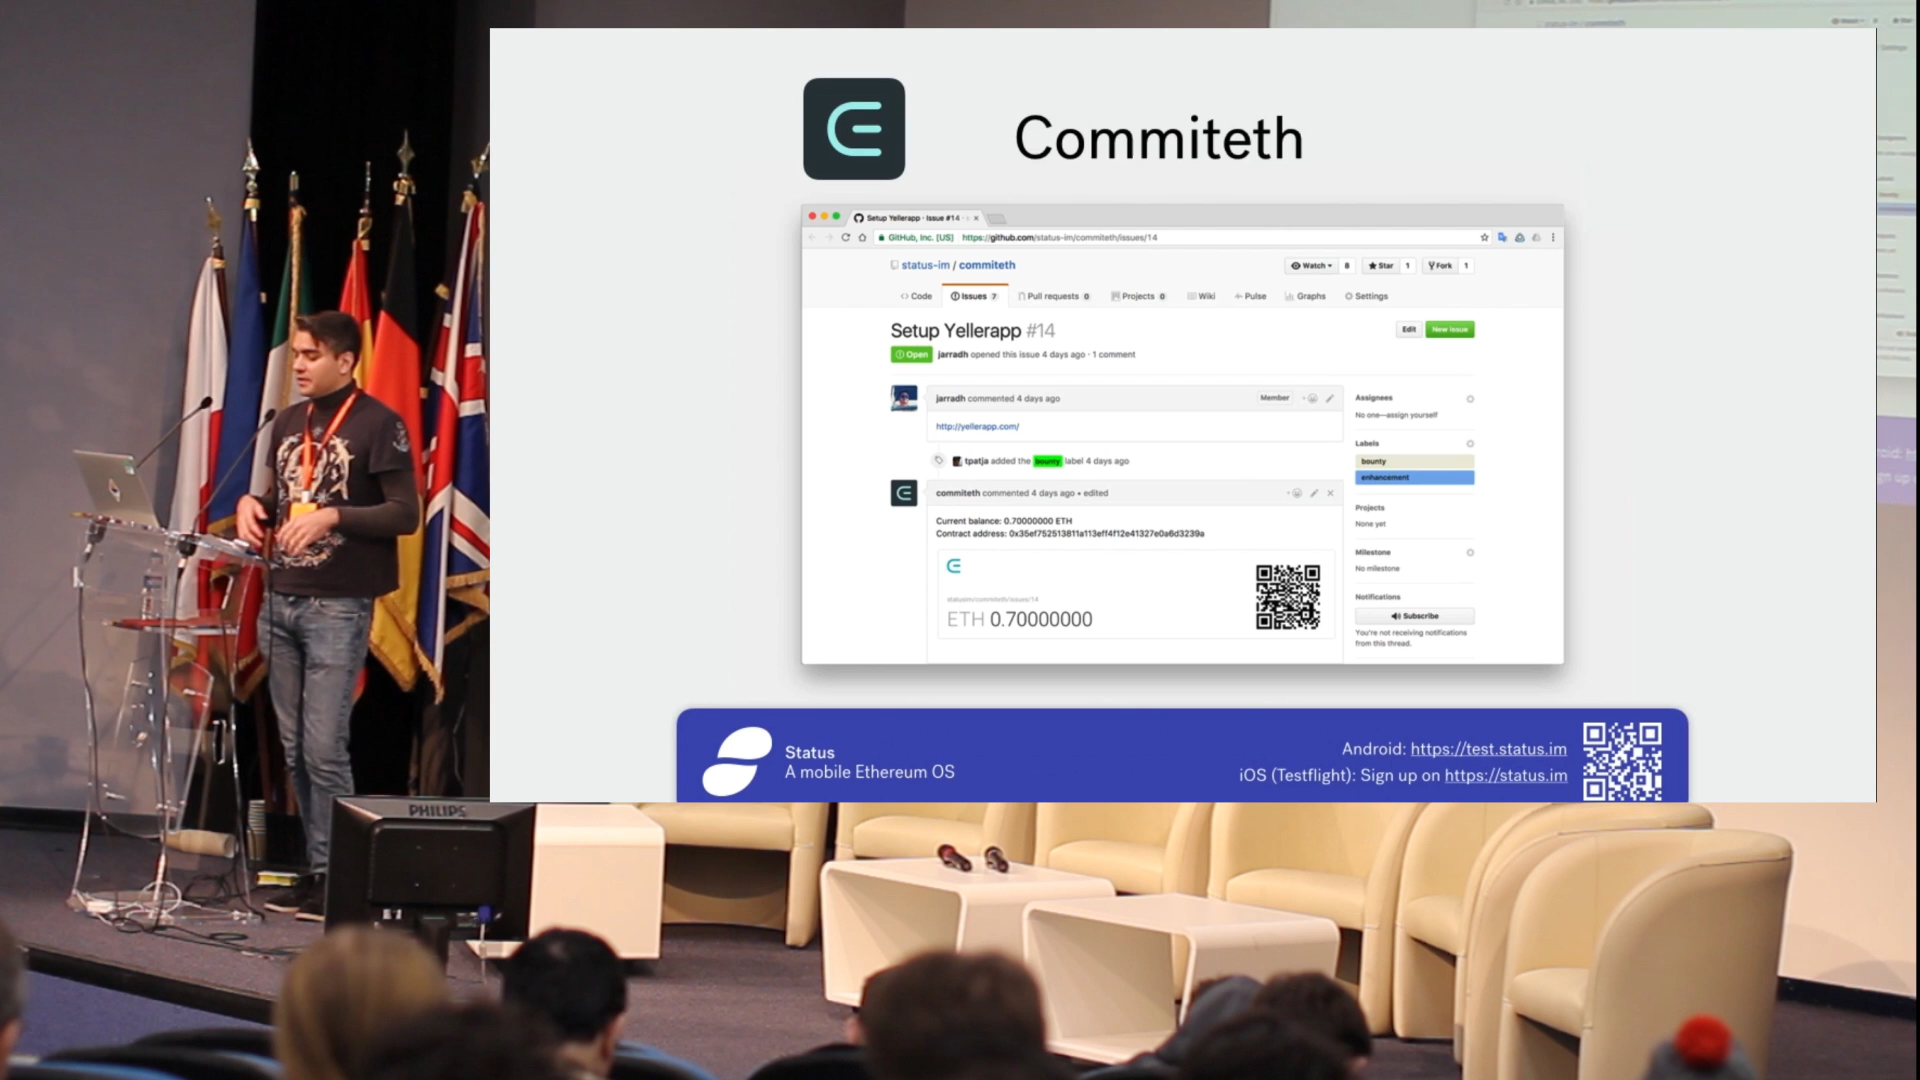 Commiteth
Setup Yellerapp · Issue #14
GitHub, Inc. [US] https://github.com/status-im/commiteth/issues/14
status-im / commiteth
Watch 8 Star 1 Fork 1
Code Issues 7 Pull requests 0 Projects 0 Wiki Pulse Graphs Settings
Setup Yellerapp #14
Edit New issue
Open jarradh opened this issue 4 days ago · 1 comment
jarradh commented 4 days ago Member
http://yellerapp.com/
tpatja added the bounty label 4 days ago
commiteth commented 4 days ago • edited
Current balance: 0.70000000 ETH
Contract address: 0x35ef752513811a113eff4f12e41327e0a6d3239a
statusim/commiteth/issues/14
ETH 0.70000000
Assignees
No one—assign yourself
Labels
bounty
enhancement
Projects
None yet
Milestone
No milestone
Notifications
Subscribe
You're not receiving notifications
from this thread.
Status
A mobile Ethereum OS
Android: https://test.status.im
iOS (Testflight): Sign up on https://status.im
PHILIPS